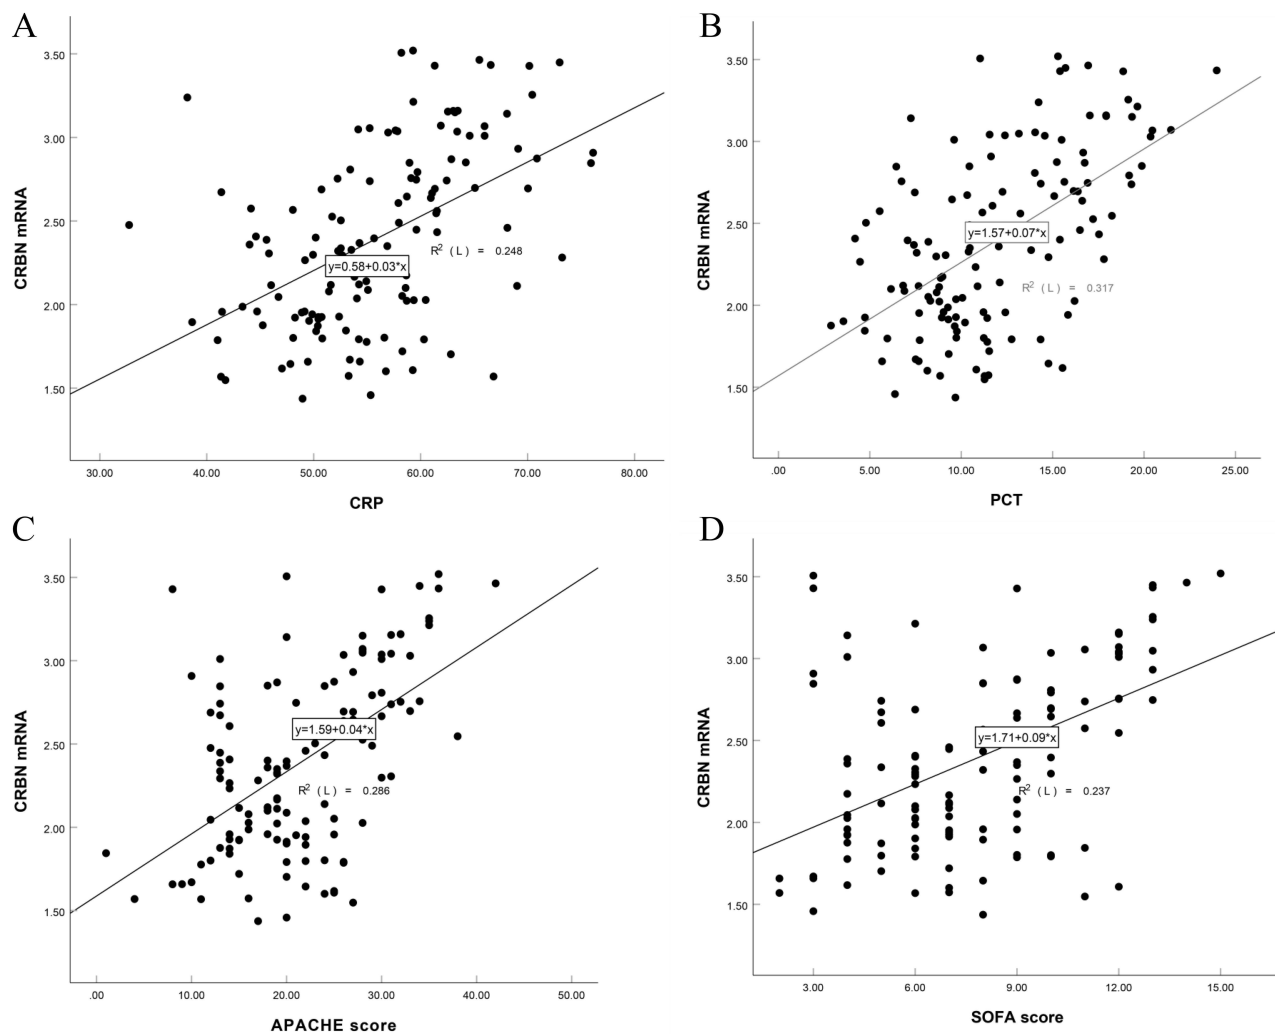 A
3.50
3.00
2.50
2.00
1.50
CRBN mRNA
y=0.58+0.03*x
R² (L) = 0.248
30.00 40.00 50.00 60.00 70.00 80.00
CRP
B
3.50
3.00
2.50
2.00
1.50
CRBN mRNA
y=1.57+0.07*x
R² (L) = 0.317
.00 5.00 10.00 15.00 20.00 25.00
PCT
C
3.50
3.00
2.50
2.00
1.50
CRBN mRNA
y=1.59+0.04*x
R² (L) = 0.286
.00 10.00 20.00 30.00 40.00 50.00
APACHE score
D
3.50
3.00
2.50
2.00
1.50
CRBN mRNA
y=1.71+0.09*x
R² (L) = 0.237
3.00 6.00 9.00 12.00 15.00
SOFA score